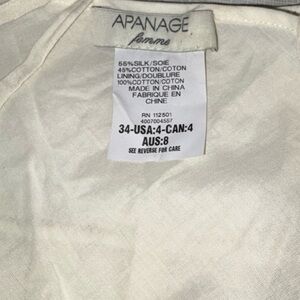 APANAGE
femme
55%SILK/SOIE
45%COTTON/COTON
LINING/DOUBLURE
100%COTTON/COTON
MADE IN CHINA
FABRIQUE EN
CHINE
RN 112501
4007004557
34-USA:4-CAN:4
AUS:8
SEE REVERSE FOR CARE